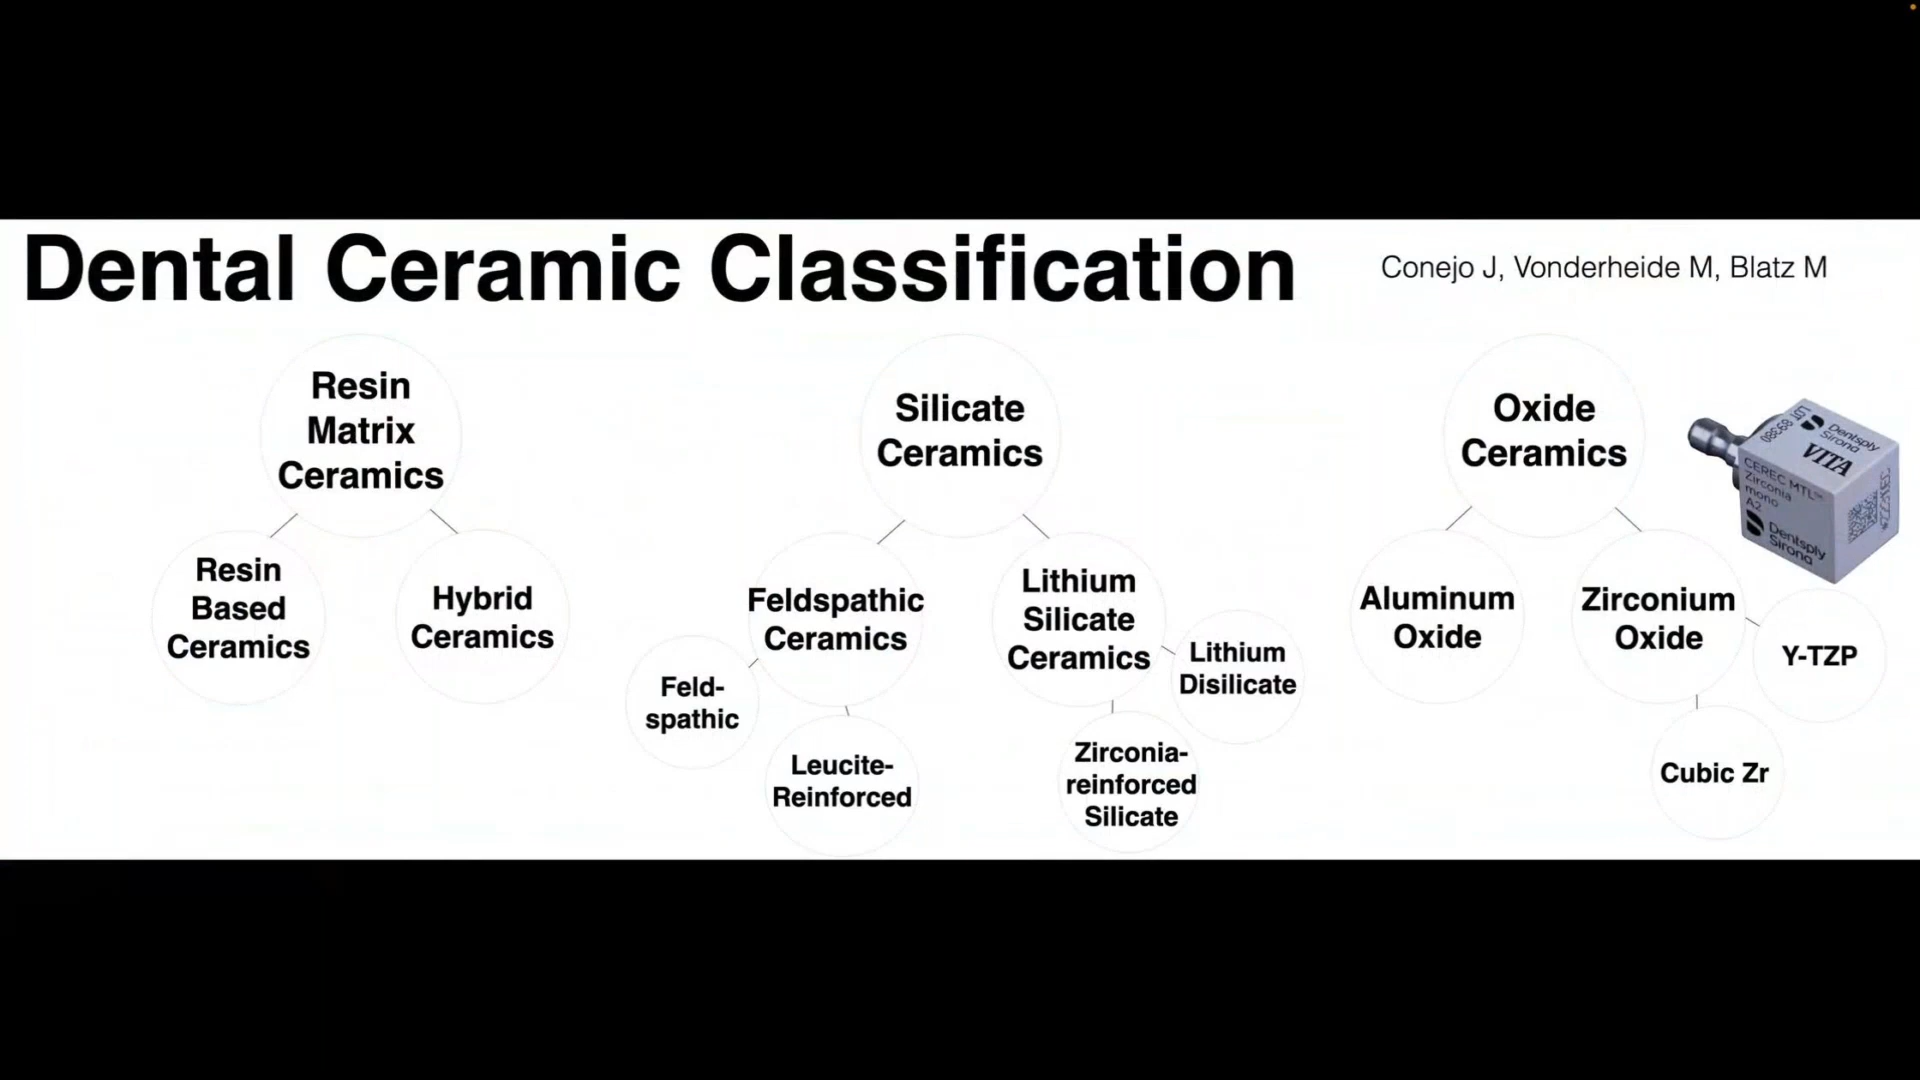 Dental Ceramic Classification
Conejo J, Vonderheide M, Blatz M
Resin
Matrix
Ceramics
Resin
Based
Ceramics
Hybrid
Ceramics
Silicate
Ceramics
Feldspathic
Ceramics
Feld-
spathic
Leucite-
Reinforced
Lithium
Silicate
Ceramics
Lithium
Disilicate
Zirconia-
reinforced
Silicate
Oxide
Ceramics
Aluminum
Oxide
Zirconium
Oxide
Y-TZP
Cubic Zr
Dentsply
Sirona
VITA
CEREC MTL™
Zirconia
mono
A2
Dentsply
Sirona